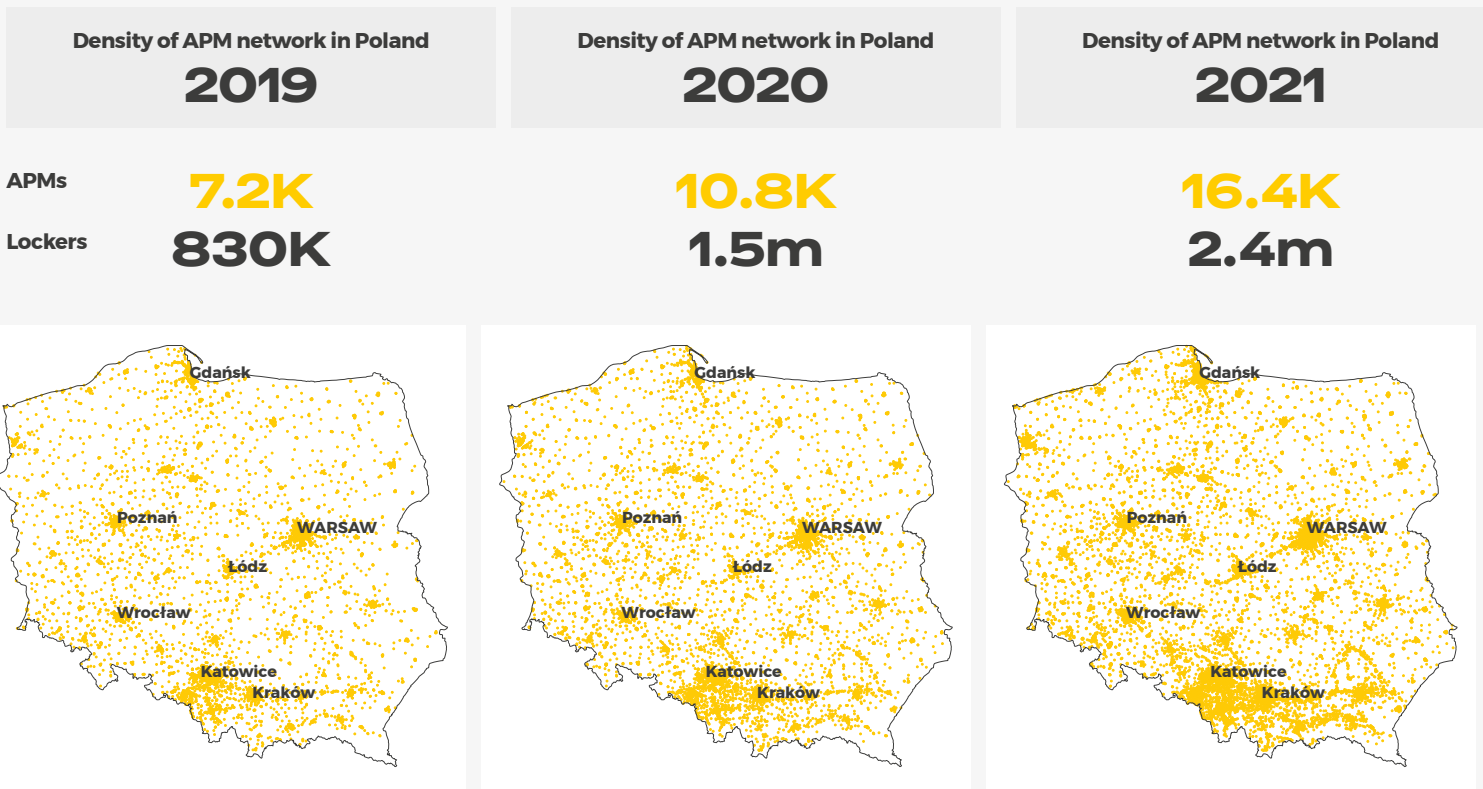 Density of APM network in Poland
2019
Density of APM network in Poland
2020
Density of APM network in Poland
2021
APMs
7.2K
10.8K
16.4K
Lockers
830K
1.5m
2.4m
Gdańsk
Poznań
WARSAW
Łódz
Wrocław
Katowice
Kraków
Gdańsk
Poznań
WARSAW
Łódz
Wrocław
Katowice
Kraków
Gdańsk
Poznań
WARSAW
Łódz
Wrocław
Katowice
Kraków